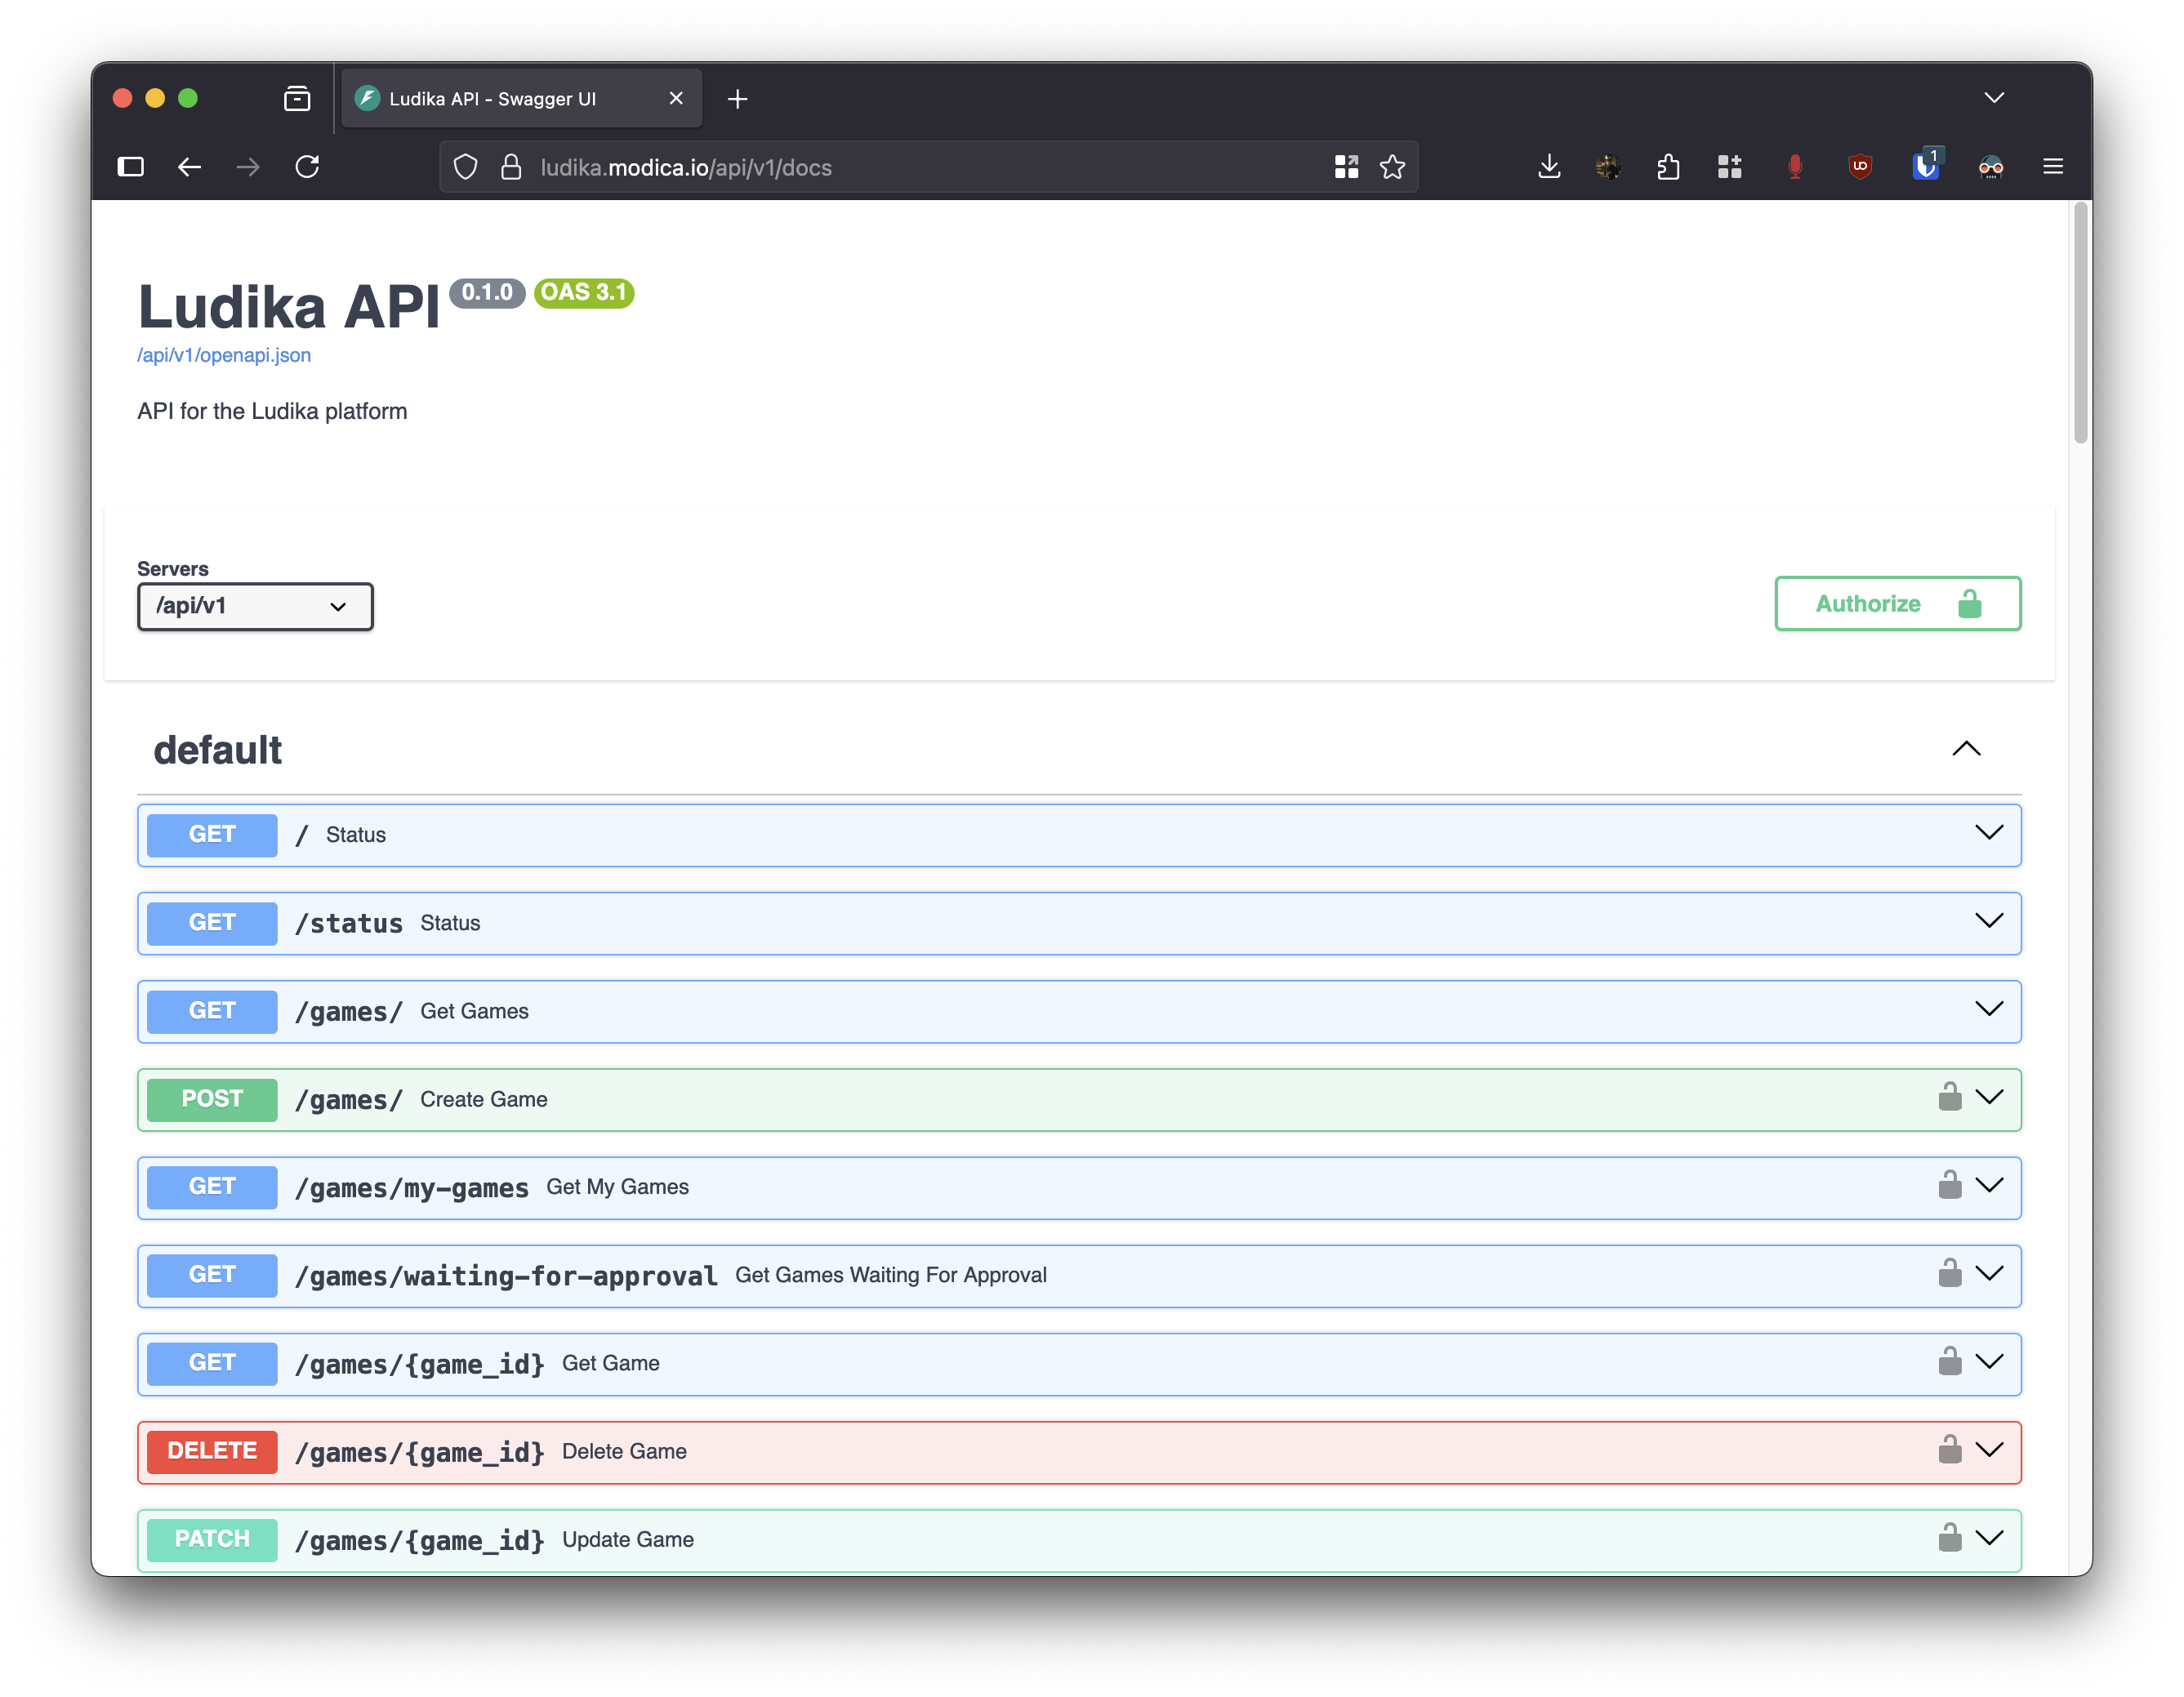 Ludika API - Swagger UI
ludika.modica.io/api/v1/docs
1
Ludika API 0.1.0 OAS 3.1
/api/v1/openapi.json
API for the Ludika platform
Servers
/api/v1
Authorize
default
GET / Status
GET /status Status
GET /games/ Get Games
POST /games/ Create Game
GET /games/my-games Get My Games
GET /games/waiting-for-approval Get Games Waiting For Approval
GET /games/{game_id} Get Game
DELETE /games/{game_id} Delete Game
PATCH /games/{game_id} Update Game